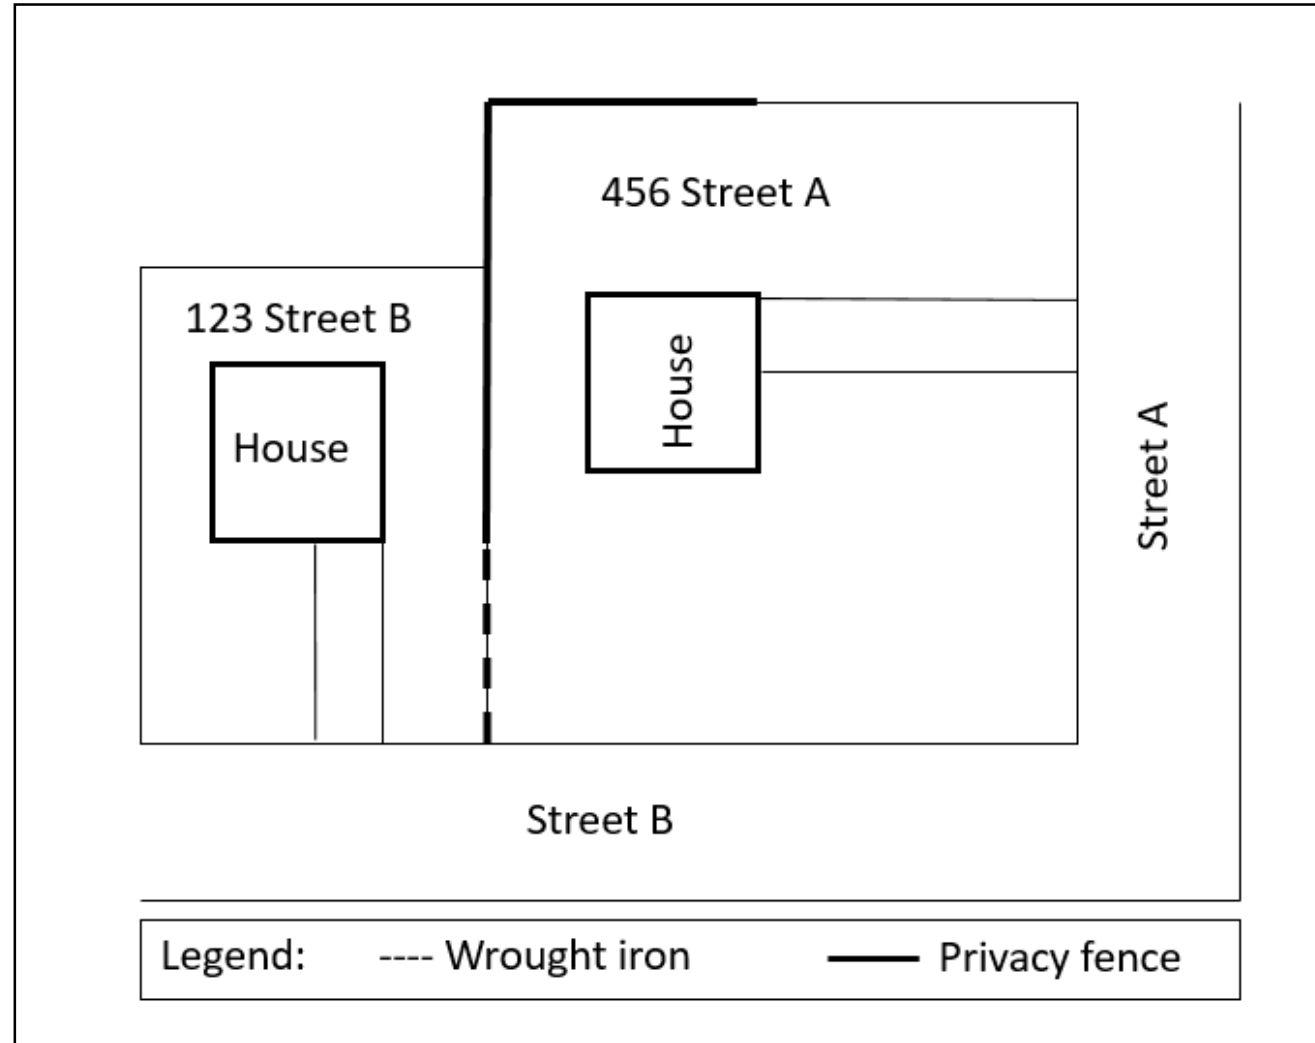 456 Street A
123 Street B
House
House
Street A
Street B
Legend: ---- Wrought iron Privacy fence